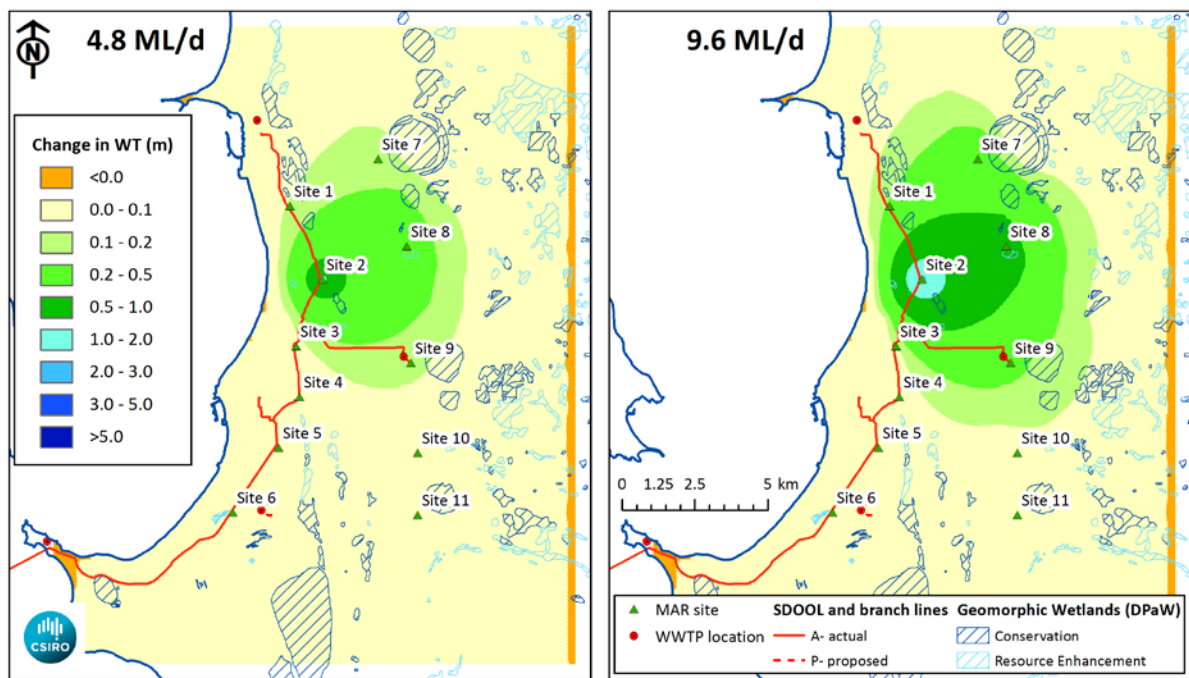 N
4.8 ML/d
Change in WT (m)
<0.0
0.0 - 0.1
0.1 - 0.2
0.2 - 0.5
0.5 - 1.0
1.0 - 2.0
2.0 - 3.0
3.0 - 5.0
>5.0
Site 7
Site 1
Site 8
Site 2
Site 3
Site 9
Site 4
Site 5
Site 10
Site 6
Site 11
CSIRO
9.6 ML/d
Site 7
Site 1
Site 8
Site 2
Site 3
Site 9
Site 4
Site 5
Site 10
0 1.25 2.5 5 km
Site 6
Site 11
MAR site SDOOL and branch lines Geomorphic Wetlands (DPaW)
WWTP location A- actual Conservation
P- proposed Resource Enhancement